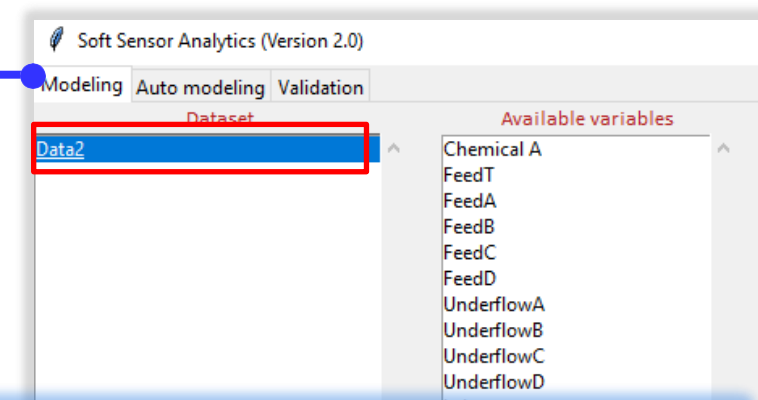 Soft Sensor Analytics (Version 2.0)
Modeling Auto modeling Validation
Dataset
Data2
Available variables
Chemical A
FeedT
FeedA
FeedB
FeedC
FeedD
UnderflowA
UnderflowB
UnderflowC
UnderflowD